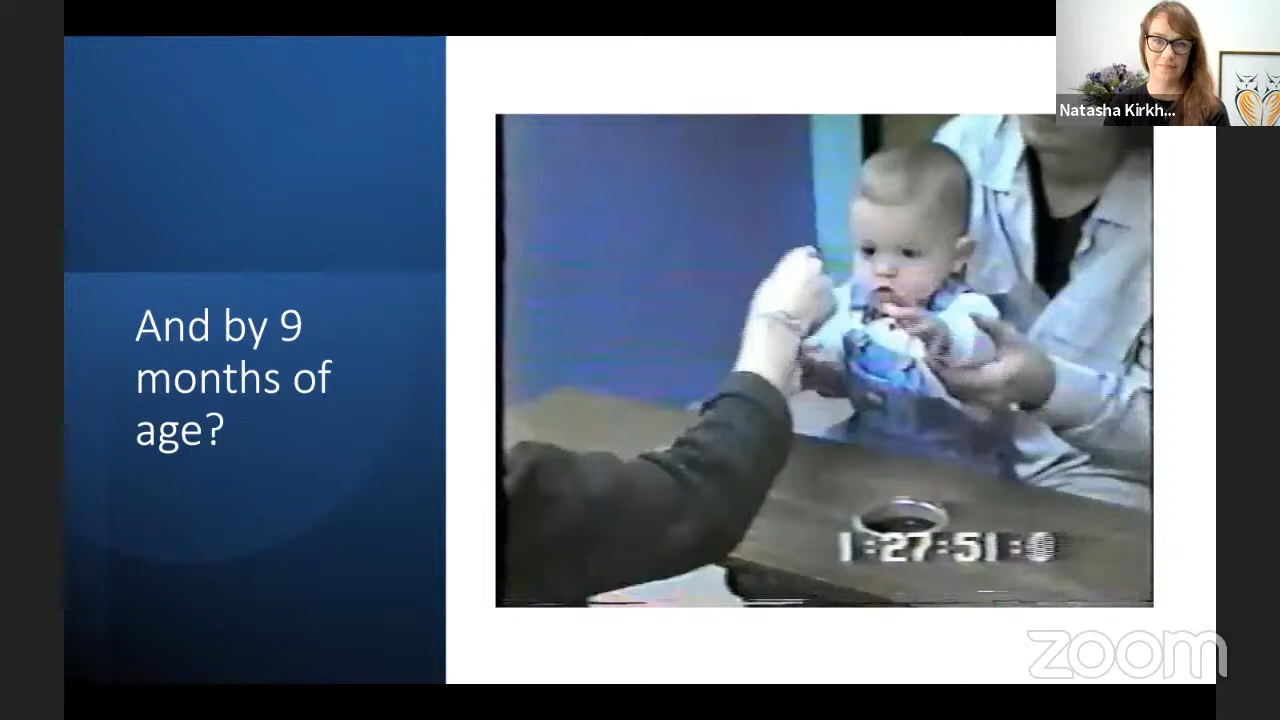 Natasha Kirkh...
And by 9
months of
age?
1:27:51:0
zoom